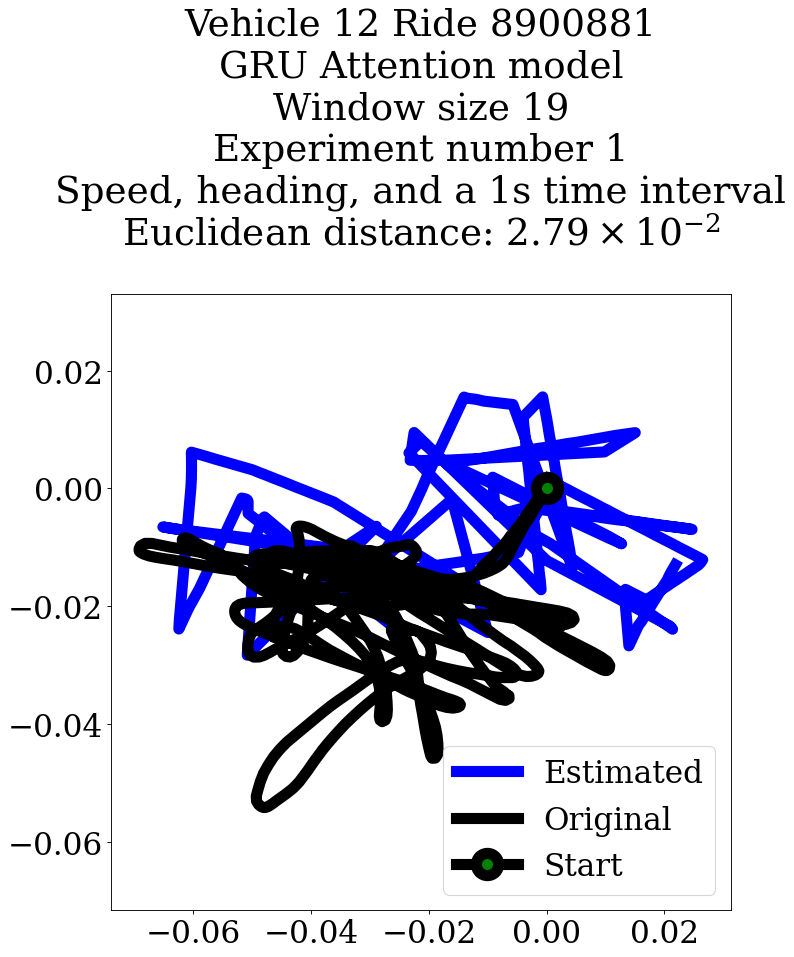 Vehicle 12 Ride 8900881
GRU Attention model
Window size 19
Experiment number 1
Speed, heading, and a 1s time interval
Euclidean distance: 2.79 × 10⁻²
0.02
0.00
−0.02
−0.04
−0.06
Estimated
Original
Start
−0.06 −0.04 −0.02 0.00 0.02